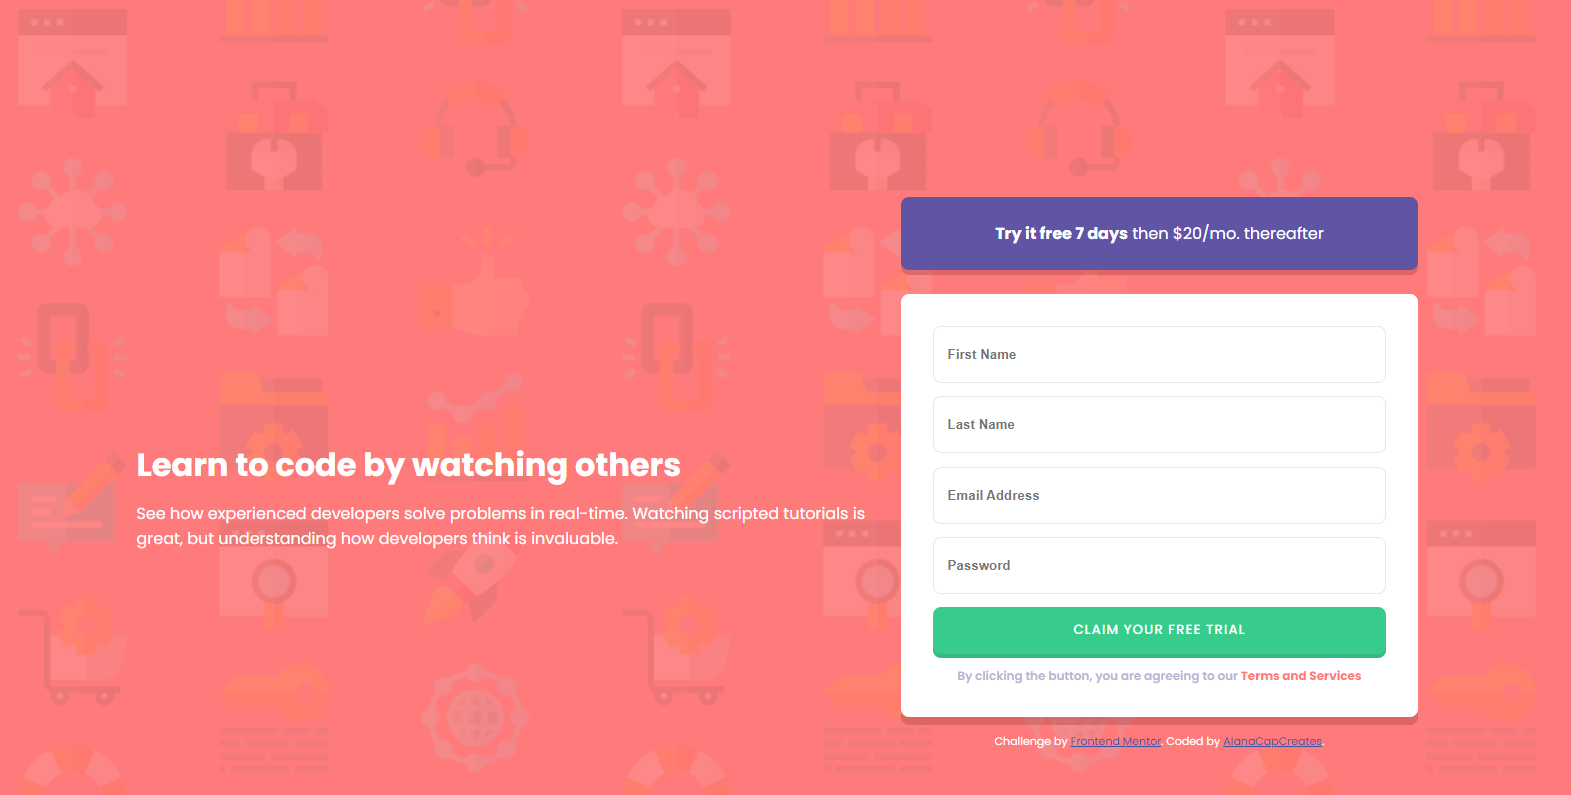 Learn to code by watching others
See how experienced developers solve problems in real-time. Watching scripted tutorials is
great, but understanding how developers think is invaluable.
Try it free 7 days then $20/mo. thereafter
First Name
Last Name
Email Address
Password
CLAIM YOUR FREE TRIAL
By clicking the button, you are agreeing to our Terms and Services
Challenge by Frontend Mentor. Coded by AlanaCapCreates.